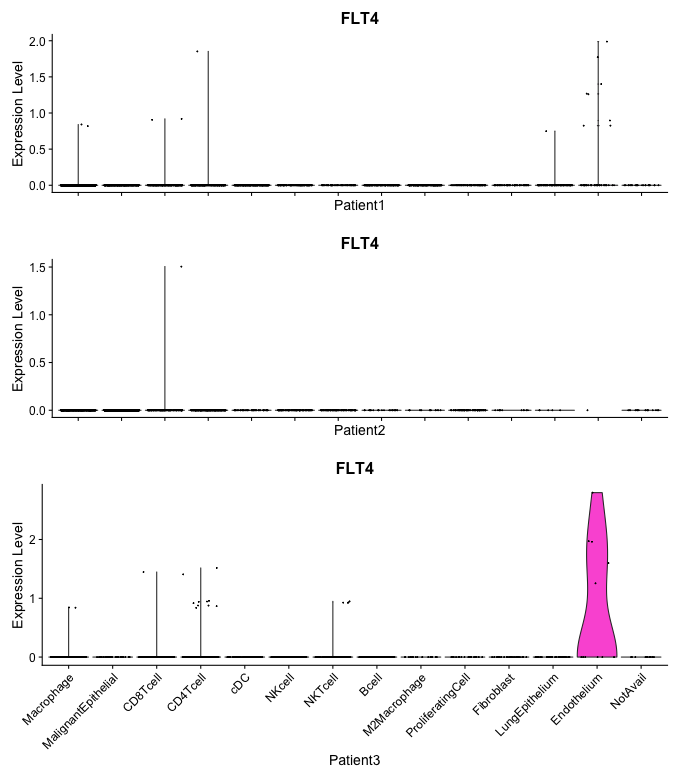 FLT4
Expression Level
2.0
1.5
1.0
0.5
0.0
Patient1
FLT4
Expression Level
1.5
1.0
0.5
0.0
Patient2
FLT4
Expression Level
2
1
0
Macrophage
MalignantEpithelial
CD8Tcell
CD4Tcell
cDC
NKcell
NKTcell
Bcell
M2Macrophage
ProliferatingCell
Fibroblast
LungEpithelium
Endothelium
NotAvail
Patient3